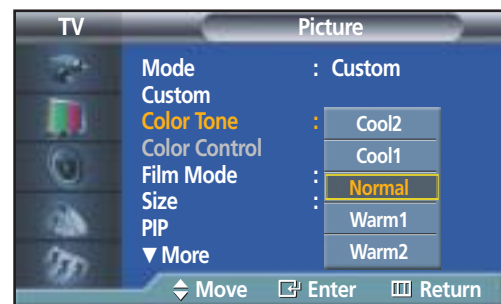 TV Picture
Mode : Custom
Custom
Color Tone :
Cool2
Color Control
Cool1
Film Mode :
Normal
Size :
Warm1
PIP
▼ More
Warm2
Move Enter Return